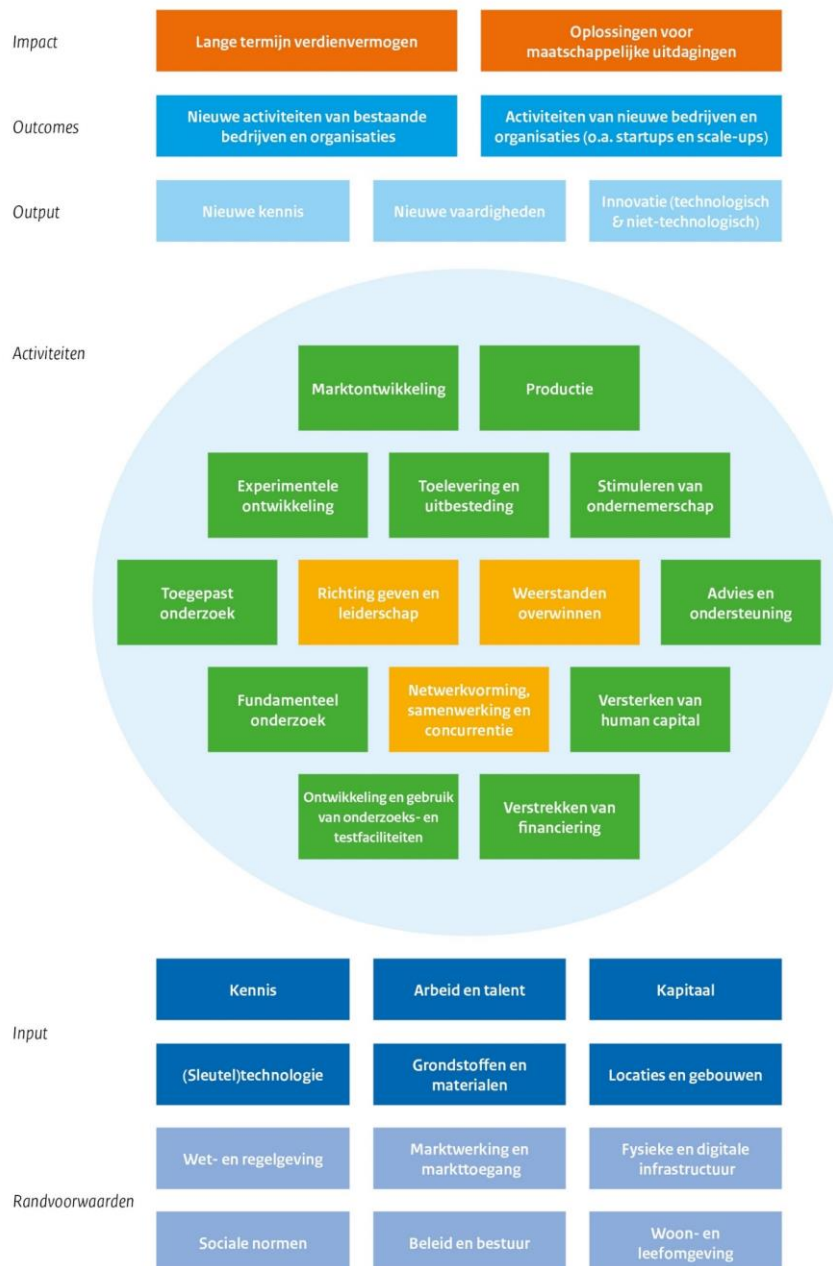 Impact
Lange termijn verdienvermogen
Oplossingen voor
maatschappelijke uitdagingen
Outcomes
Nieuwe activiteiten van bestaande
bedrijven en organisaties
Activiteiten van nieuwe bedrijven en
organisaties (o.a. startups en scale-ups)
Output
Nieuwe kennis
Nieuwe vaardigheden
Innovatie (technologisch
& niet-technologisch)
Activiteiten
Marktontwikkeling
Productie
Experimentele
ontwikkeling
Toelevering en
uitbesteding
Stimuleren van
ondernemerschap
Toegepast
onderzoek
Richting geven en
leiderschap
Weerstanden
overwinnen
Advies en
ondersteuning
Fundamenteel
onderzoek
Netwerkvorming,
samenwerking en
concurrentie
Versterken van
human capital
Ontwikkeling en gebruik
van onderzoeks- en
testfaciliteiten
Verstrekken van
financiering
Input
Kennis
Arbeid en talent
Kapitaal
(Sleutel)technologie
Grondstoffen en
materialen
Locaties en gebouwen
Randvoorwaarden
Wet- en regelgeving
Marktwerking en
markttoegang
Fysieke en digitale
infrastructuur
Sociale normen
Beleid en bestuur
Woon- en
leefomgeving